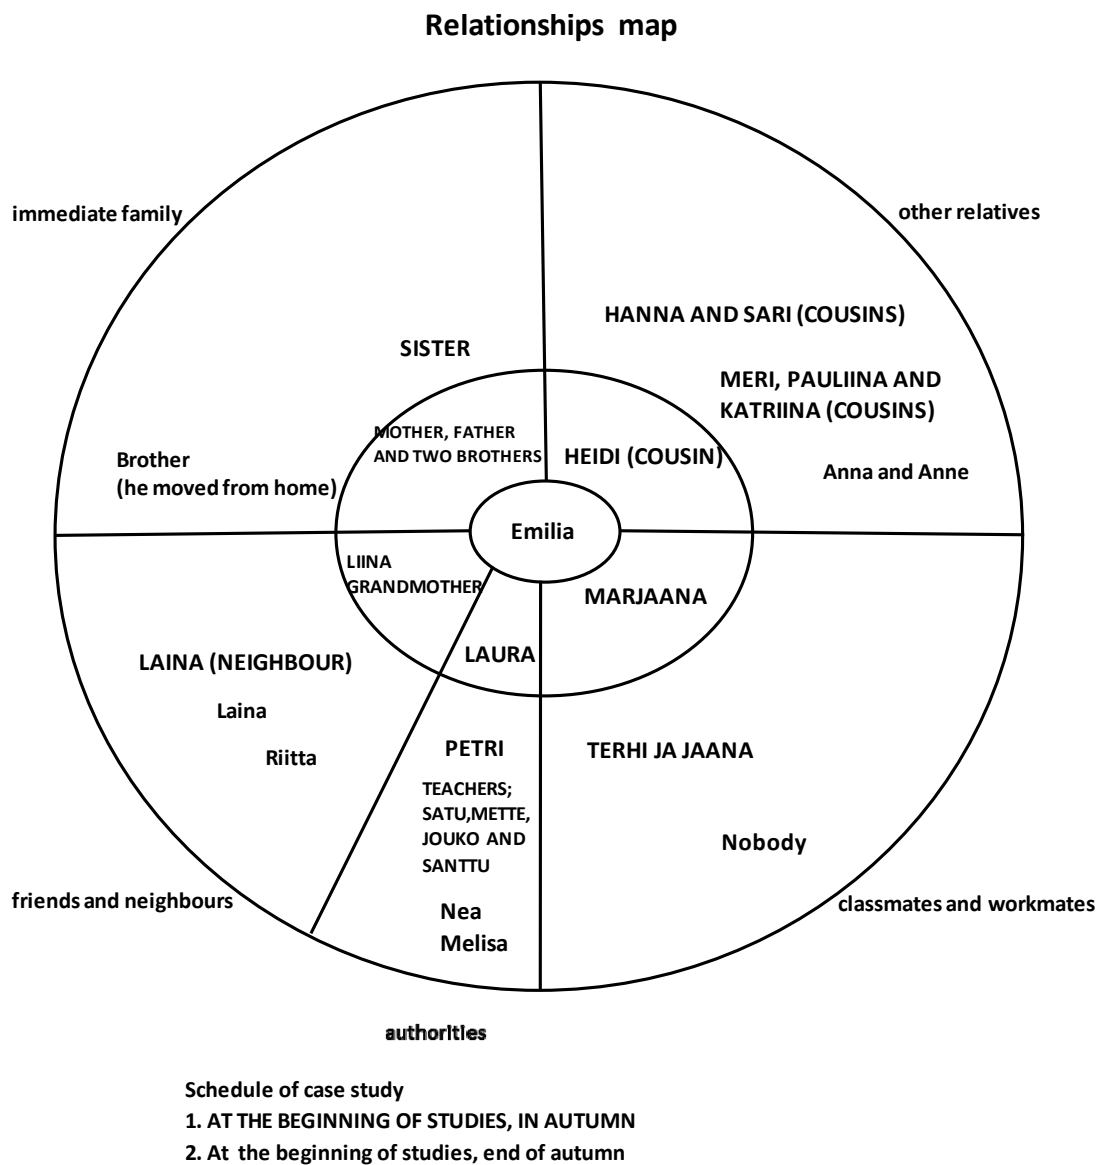 Relationships map
immediate family
other relatives
HANNA AND SARI (COUSINS)
SISTER
MERI, PAULIINA AND
KATRIINA (COUSINS)
MOTHER, FATHER
AND TWO BROTHERS
HEIDI (COUSIN)
Anna and Anne
Brother
(he moved from home)
Emilia
LIINA
GRANDMOTHER
MARJAANA
LAURA
LAINA (NEIGHBOUR)
Laina
Riitta
PETRI
TEACHERS;
SATU,METTE,
JOUKO AND
SANTTU
Nea
Melisa
TERHI JA JAANA
Nobody
friends and neighbours
classmates and workmates
authorities
Schedule of case study
1. AT THE BEGINNING OF STUDIES, IN AUTUMN
2. At the beginning of studies, end of autumn